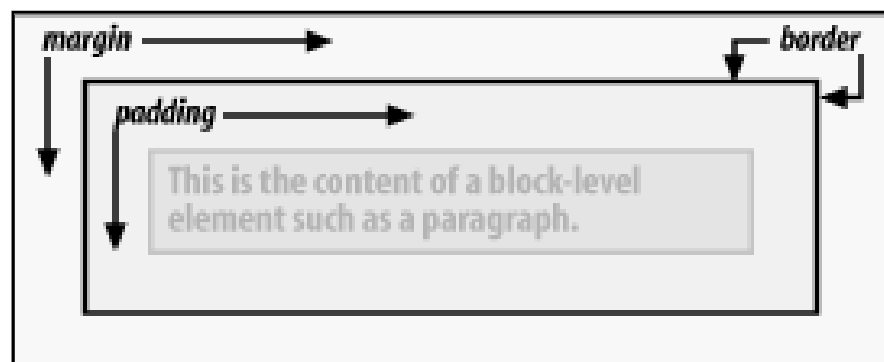 margin
border
padding
This is the content of a block-level
element such as a paragraph.